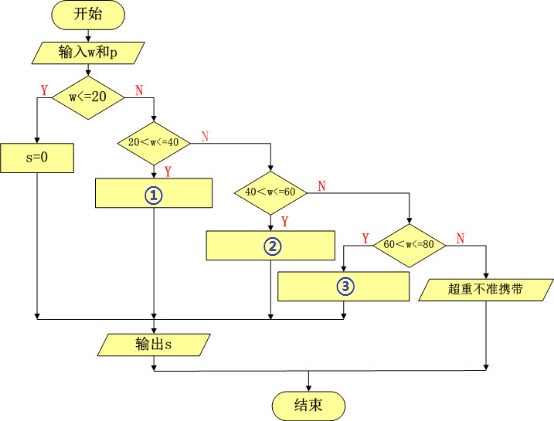 开始
输入w和p
Y
w<=20
N
s=0
20＜w<=40
N
Y
①
40＜w<=60
N
Y
②
Y
60＜w<=80
N
③
超重不准携带
输出s
结束